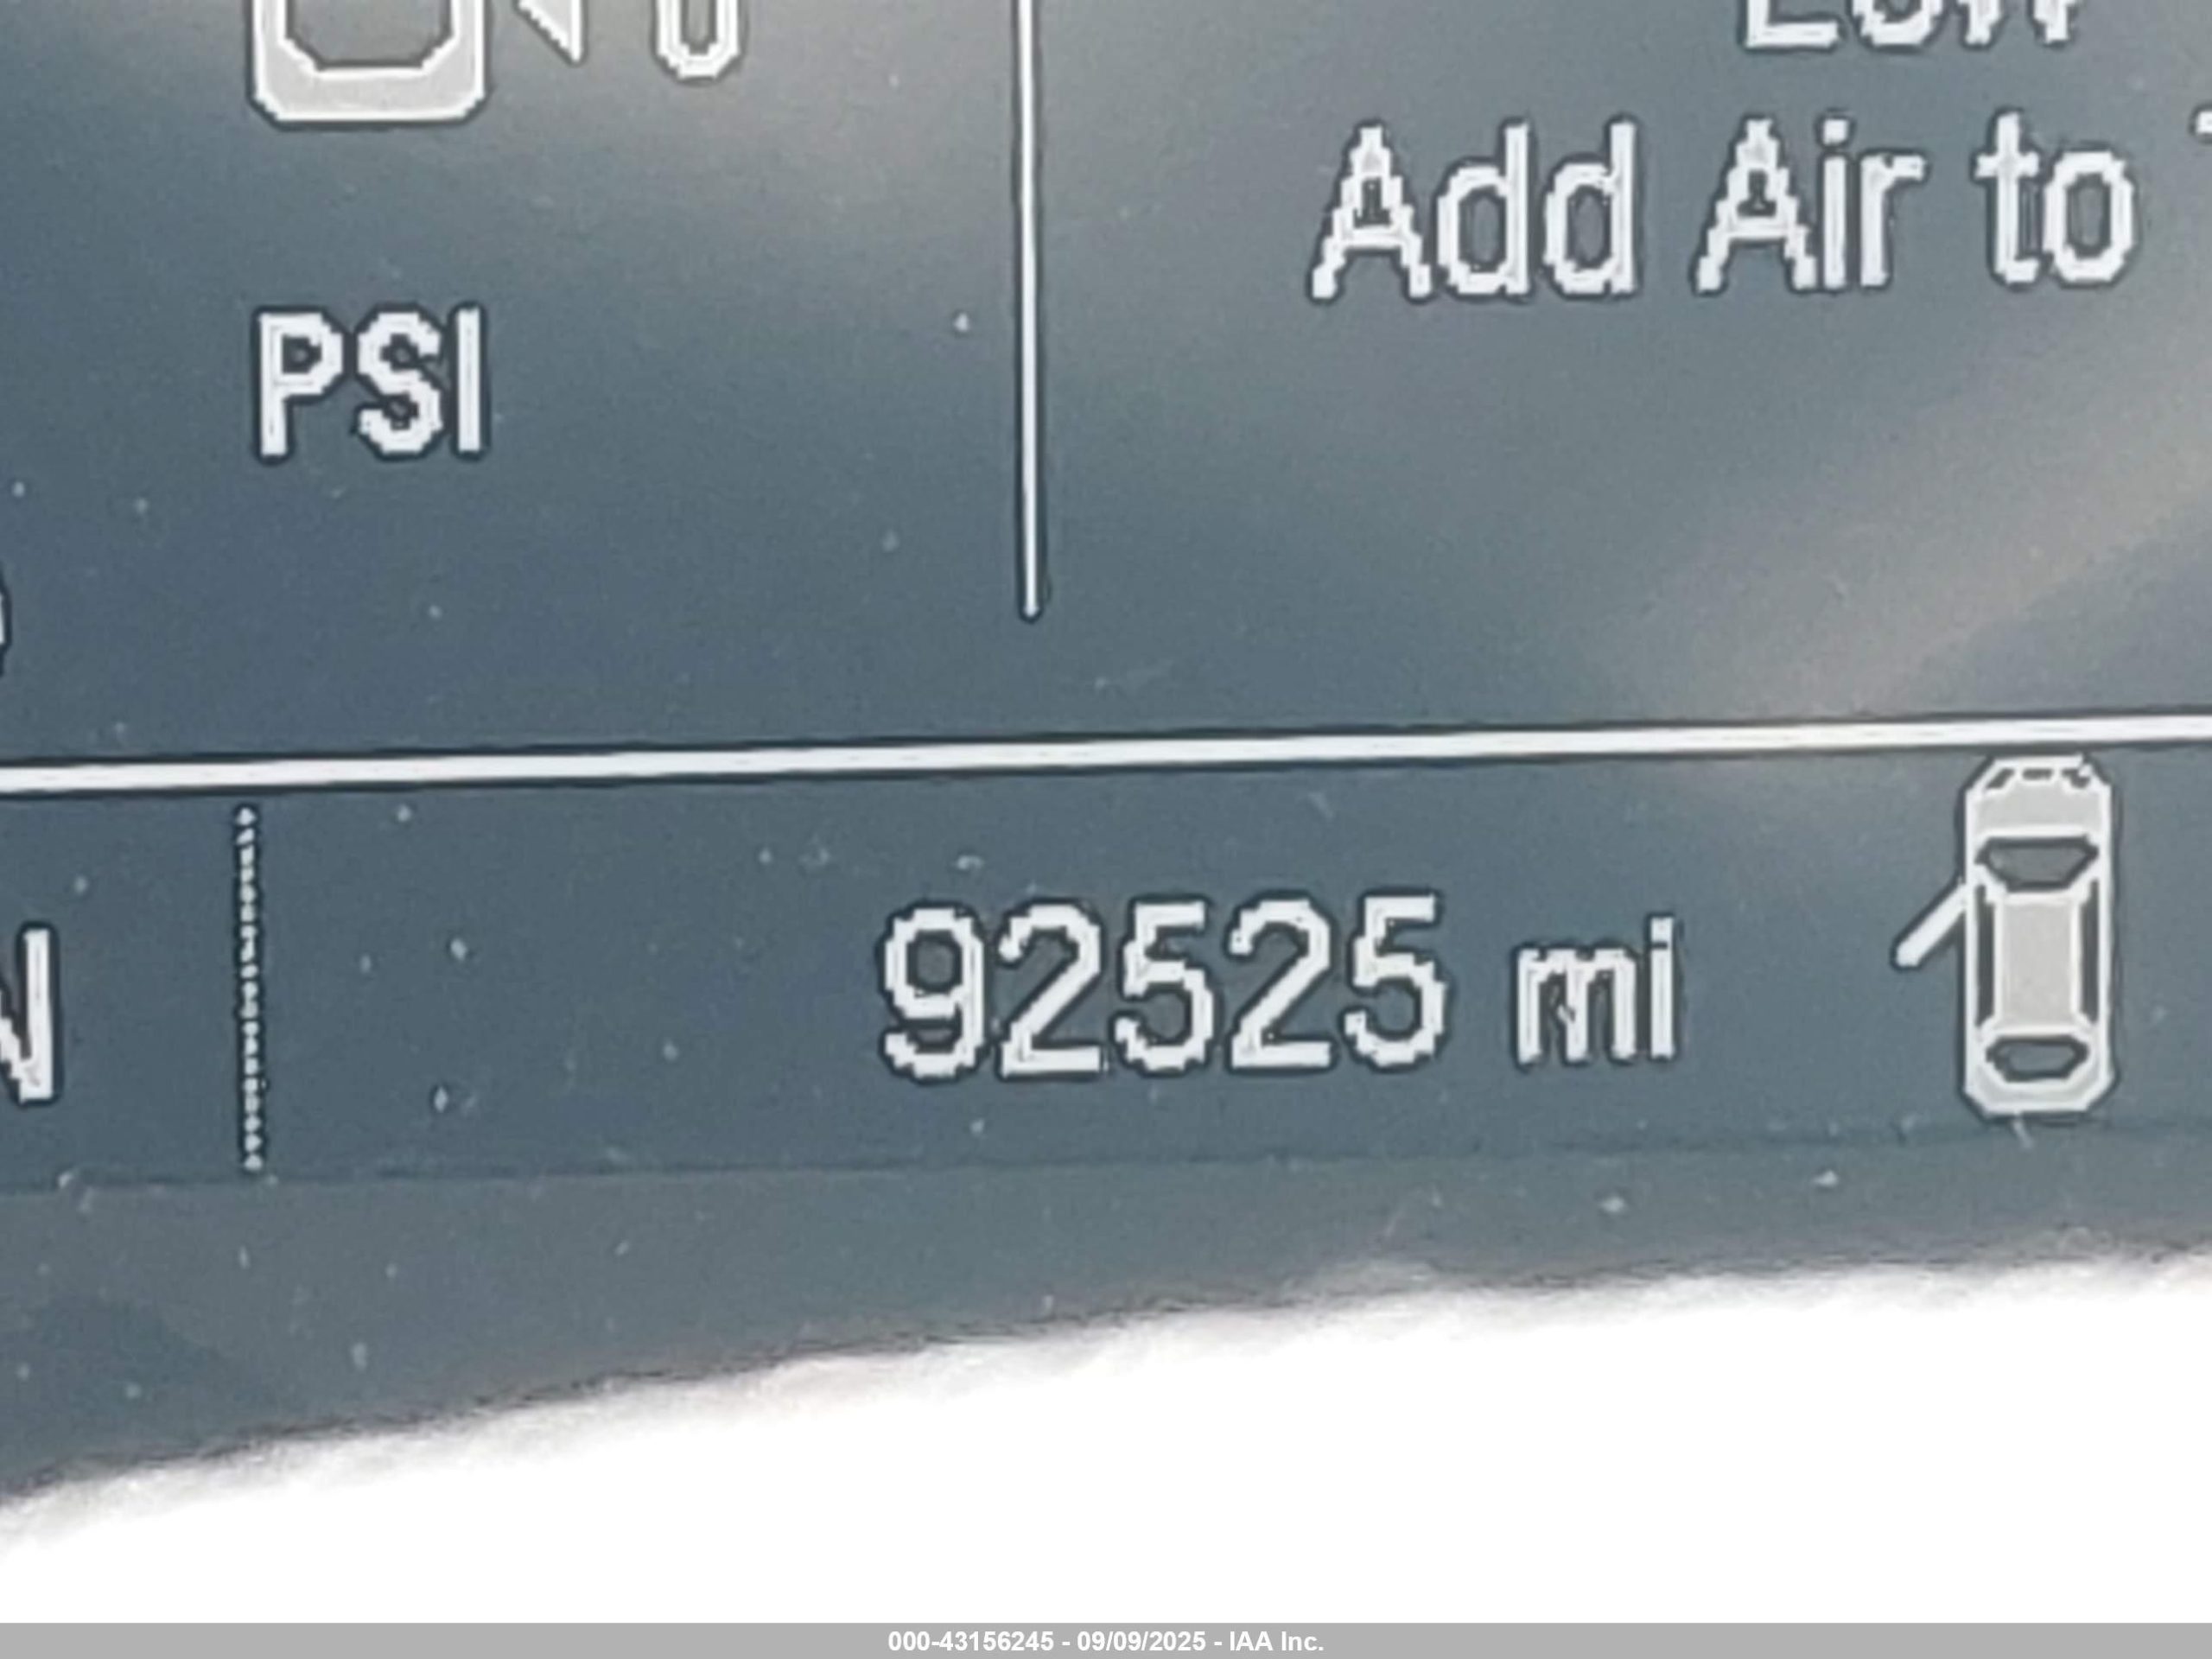 Add Air to
PSI
N
92525 mi
000-43156245 - 09/09/2025 - IAA Inc.